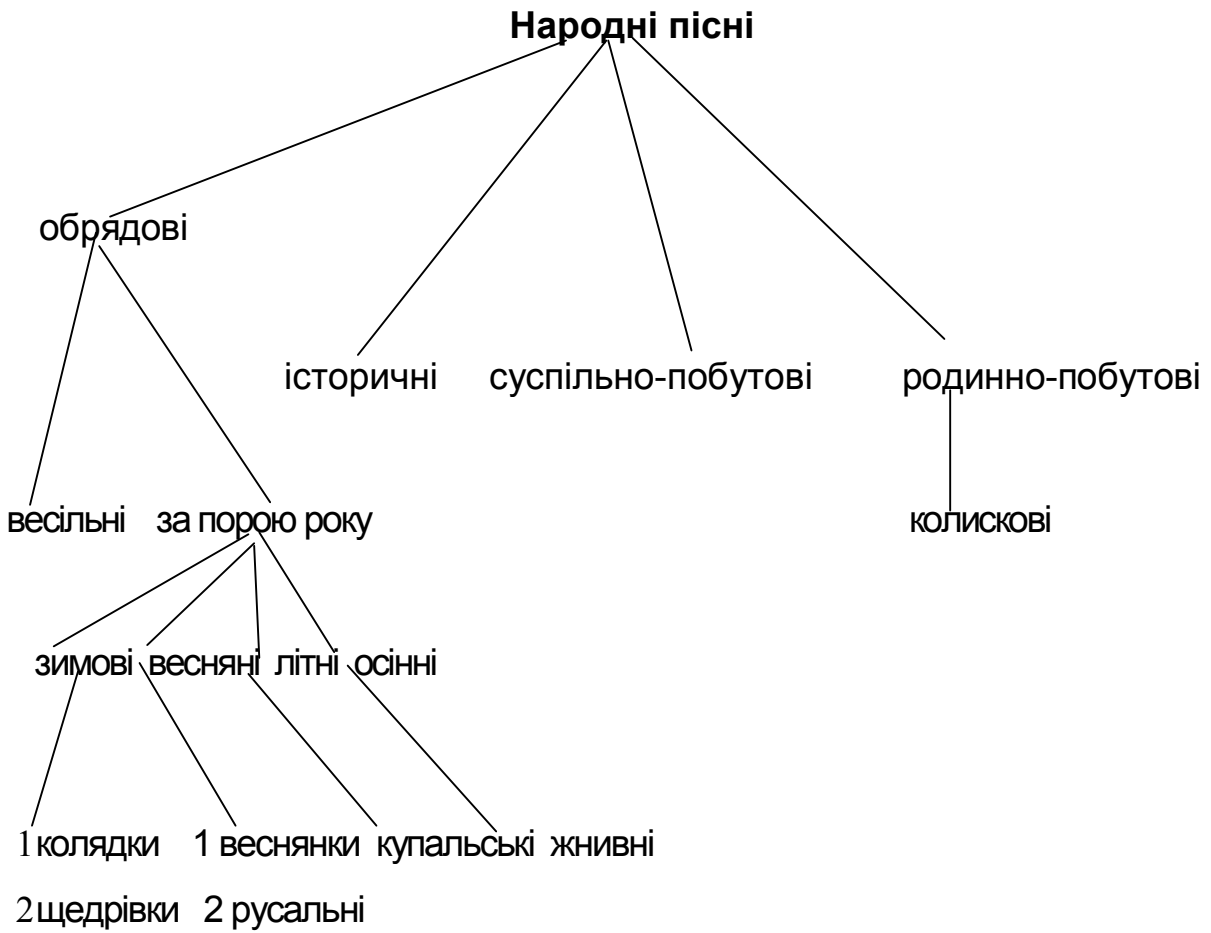 Народні пісні
обрядові
історичні суспільно-побутові родинно-побутові
весільні за порою року колискові
зимові весняні літні осінні
1 колядки 1 веснянки купальські жнивні
2 щедрівки 2 русальні